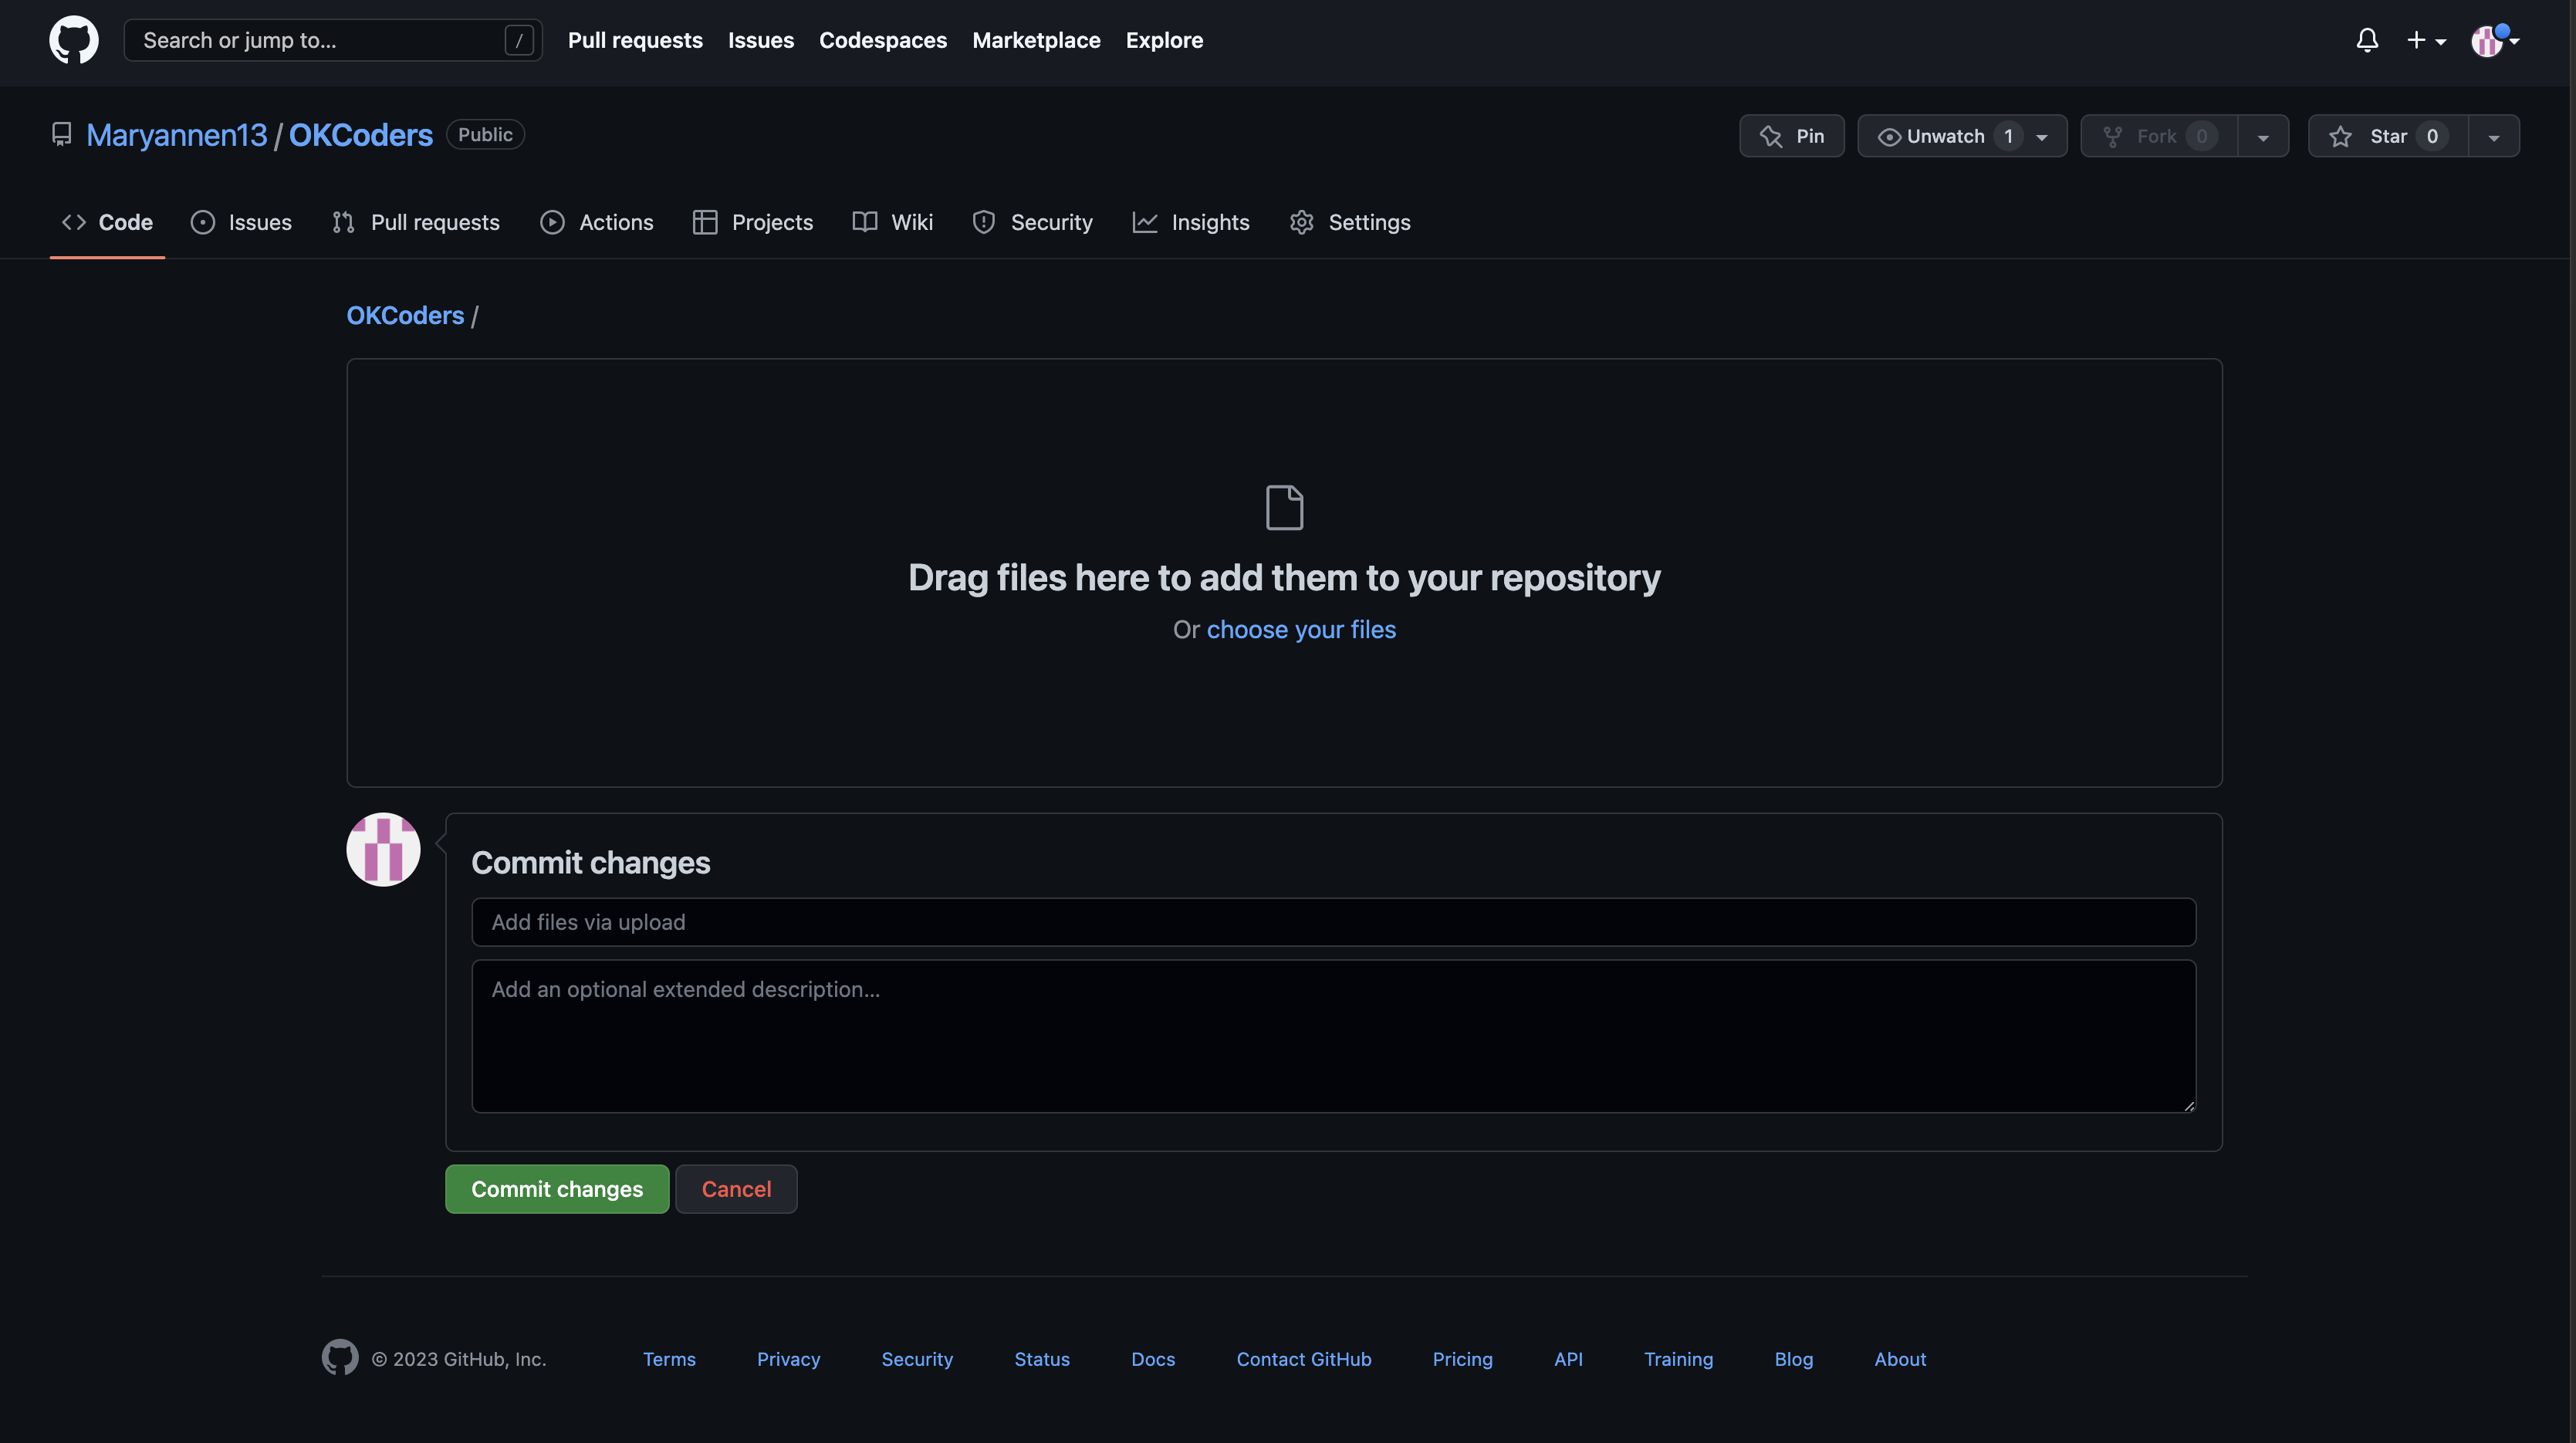 Search or jump to... / Pull requests Issues Codespaces Marketplace Explore
Maryannen13 / OKCoders Public Pin Unwatch 1 Fork 0 Star 0
Code Issues Pull requests Actions Projects Wiki Security Insights Settings
OKCoders /
Drag files here to add them to your repository
Or choose your files
Commit changes
Add files via upload
Add an optional extended description...
Commit changes Cancel
© 2023 GitHub, Inc. Terms Privacy Security Status Docs Contact GitHub Pricing API Training Blog About